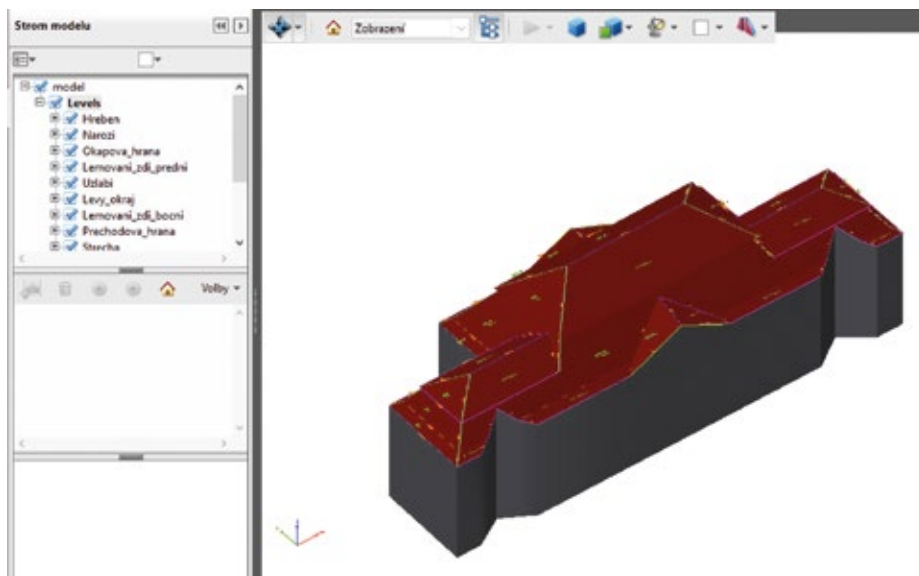 Strom modelu
Zobrazení
model
Levels
Hreben
Narozi
Okapova_hrana
Lemovani_zdi_predni
Uzlabi
Levy_okraj
Lemovani_zdi_bocni
Prechodova_hrana
Strecha
Volby